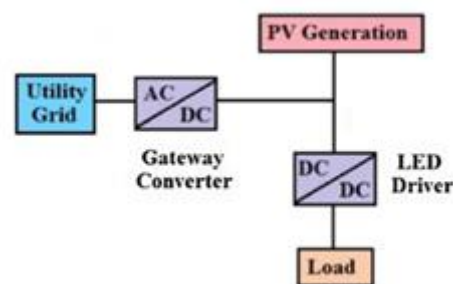 PV Generation
Utility
Grid
AC
DC
Gateway
Converter
DC
DC
LED
Driver
Load